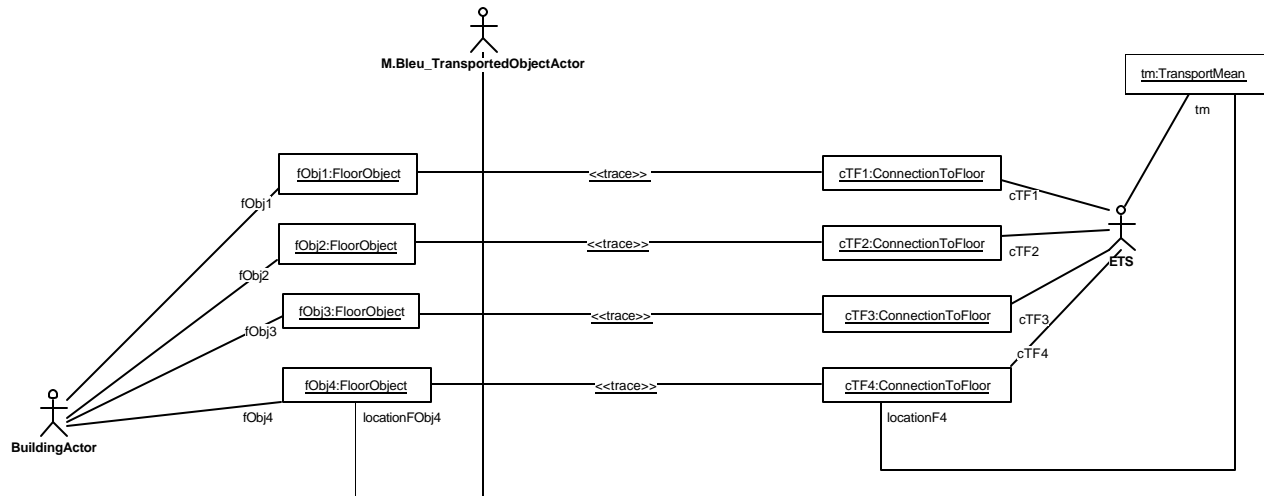 M.Bleu_TransportedObjectActor
tm:TransportMean
tm
fObj1:FloorObject
<<trace>>
cTF1:ConnectionToFloor
fObj1
cTF1
fObj2:FloorObject
<<trace>>
cTF2:ConnectionToFloor
fObj2
cTF2
ETS
fObj3:FloorObject
<<trace>>
cTF3:ConnectionToFloor
fObj3
cTF3
cTF4
fObj4:FloorObject
<<trace>>
cTF4:ConnectionToFloor
fObj4
locationFObj4
locationF4
BuildingActor